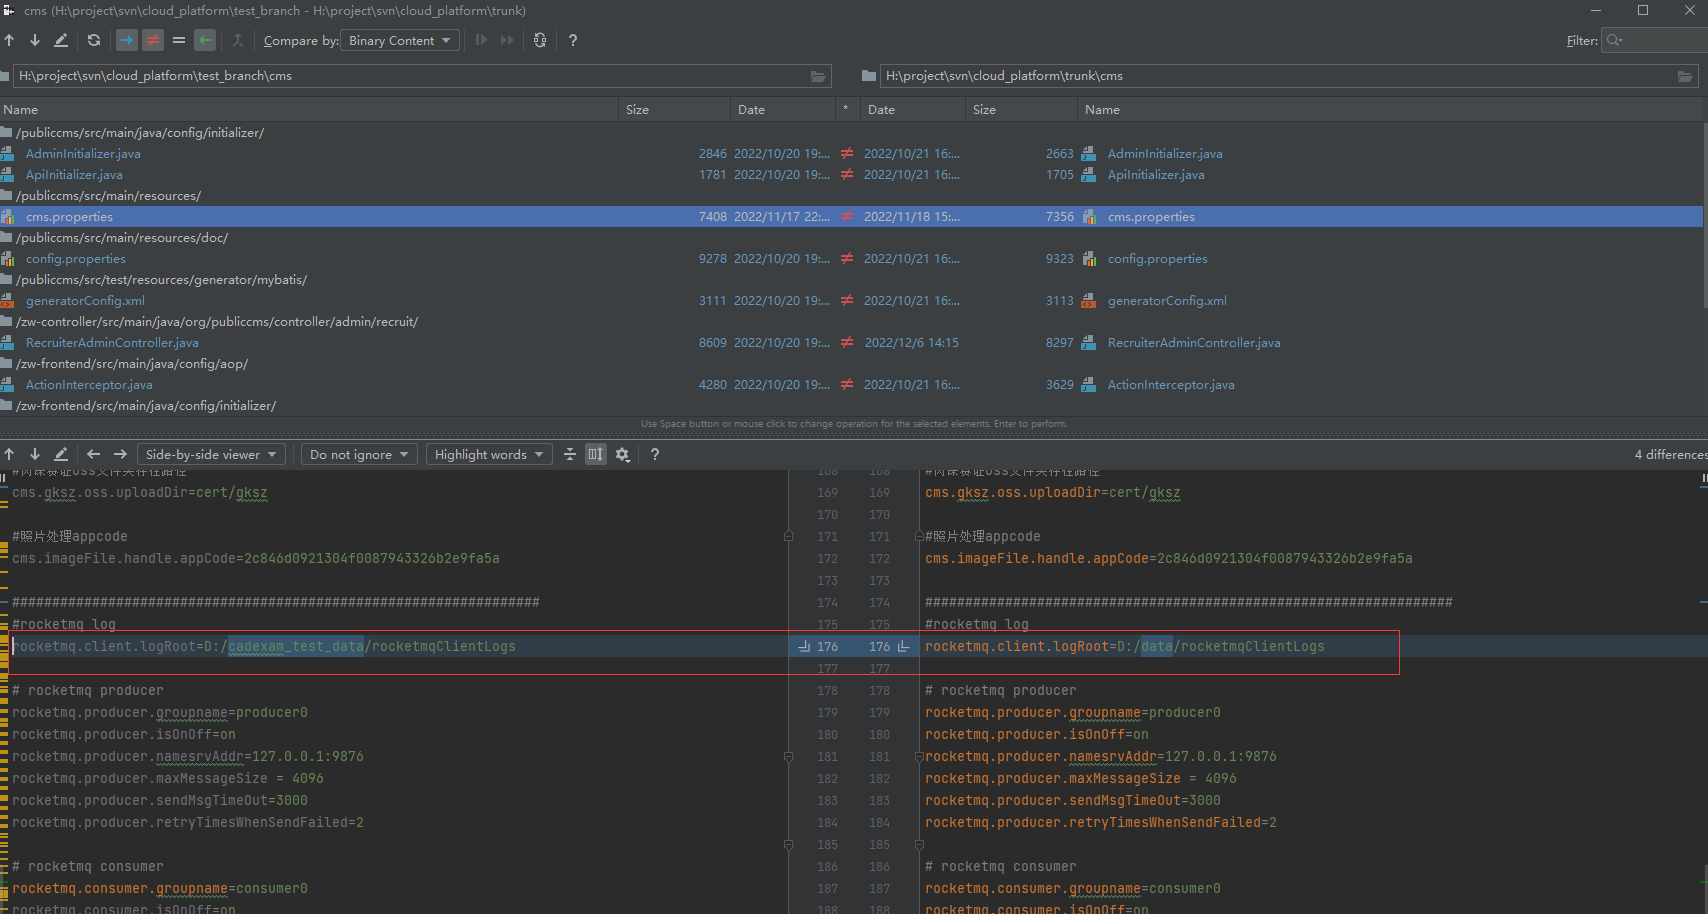 cms (H:\project\svn\cloud_platform\test_branch - H:\project\svn\cloud_platform\trunk)
Compare by: Binary Content ? Filter:
H:\project\svn\cloud_platform\test_branch\cms H:\project\svn\cloud_platform\trunk\cms
Name Size Date * Date Size Name
/publiccms/src/main/java/config/initializer/
AdminInitializer.java 2846 2022/10/20 19:... ≠ 2022/10/21 16:... 2663 AdminInitializer.java
ApiInitializer.java 1781 2022/10/20 19:... ≠ 2022/10/21 16:... 1705 ApiInitializer.java
/publiccms/src/main/resources/
cms.properties 7408 2022/11/17 22:... ≠ 2022/11/18 15:... 7356 cms.properties
/publiccms/src/main/resources/doc/
config.properties 9278 2022/10/20 19:... ≠ 2022/10/21 16:... 9323 config.properties
/publiccms/src/test/resources/generator/mybatis/
generatorConfig.xml 3111 2022/10/20 19:... ≠ 2022/10/21 16:... 3113 generatorConfig.xml
/zw-controller/src/main/java/org/publiccms/controller/admin/recruit/
RecruiterAdminController.java 8609 2022/10/20 19:... ≠ 2022/12/6 14:15 8297 RecruiterAdminController.java
/zw-frontend/src/main/java/config/aop/
ActionInterceptor.java 4280 2022/10/20 19:... ≠ 2022/10/21 16:... 3629 ActionInterceptor.java
/zw-frontend/src/main/java/config/initializer/
Use Space button or mouse click to change operation for the selected elements. Enter to perform.
Side-by-side viewer Do not ignore Highlight words ? 4 differences
168 168
cms.gksz.oss.uploadDir=cert/gksz 169 169 cms.gksz.oss.uploadDir=cert/gksz
170 170
#照片处理appcode 171 171 #照片处理appcode
cms.imageFile.handle.appCode=2c846d0921304f0087943326b2e9fa5a 172 172 cms.imageFile.handle.appCode=2c846d0921304f0087943326b2e9fa5a
173 173
################################################################## 174 174 ##################################################################
#rocketmq log 175 175 #rocketmq log
rocketmq.client.logRoot=D:/cadexam_test_data/rocketmqClientLogs 176 176 rocketmq.client.logRoot=D:/data/rocketmqClientLogs
177 177
# rocketmq producer 178 178 # rocketmq producer
rocketmq.producer.groupname=producer0 179 179 rocketmq.producer.groupname=producer0
rocketmq.producer.isOnOff=on 180 180 rocketmq.producer.isOnOff=on
rocketmq.producer.namesrvAddr=127.0.0.1:9876 181 181 rocketmq.producer.namesrvAddr=127.0.0.1:9876
rocketmq.producer.maxMessageSize = 4096 182 182 rocketmq.producer.maxMessageSize = 4096
rocketmq.producer.sendMsgTimeOut=3000 183 183 rocketmq.producer.sendMsgTimeOut=3000
rocketmq.producer.retryTimesWhenSendFailed=2 184 184 rocketmq.producer.retryTimesWhenSendFailed=2
185 185
# rocketmq consumer 186 186 # rocketmq consumer
rocketmq.consumer.groupname=consumer0 187 187 rocketmq.consumer.groupname=consumer0
rocketmq.consumer.isOnOff=on 188 188 rocketmq.consumer.isOnOff=on